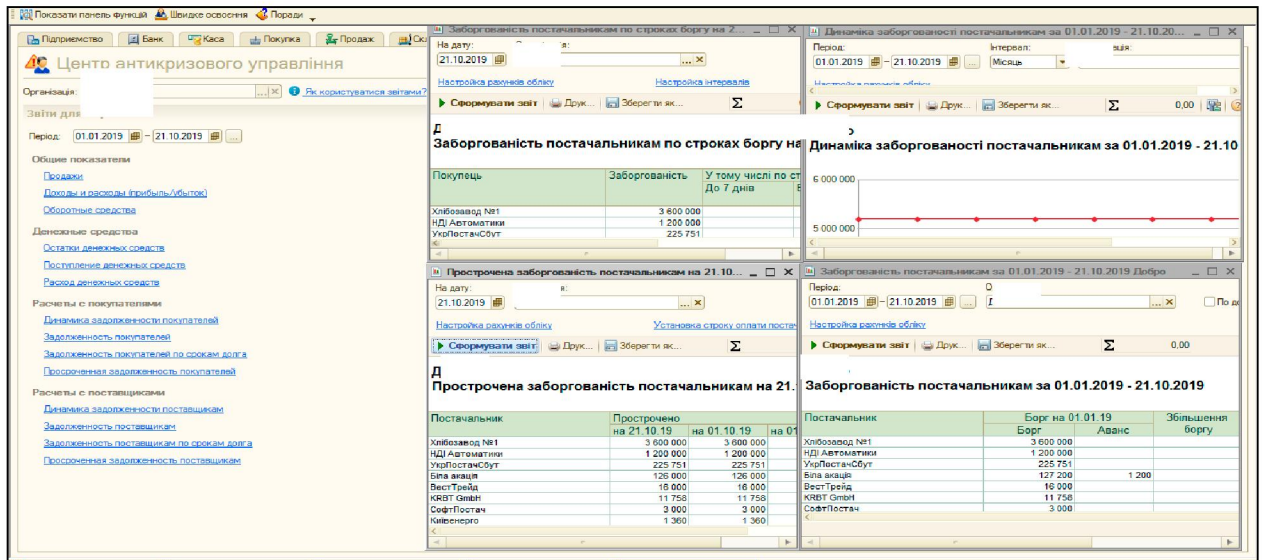 Показати панель функцій Швидке освоєння Поради
Підприємство Банк Каса Покупка Продаж
Центр антикризового управління
Організація: Як користуватися звітами?
Звіти для
Період: 01.01.2019 – 21.10.2019
Общие показатели
Продажи
Доходы и расходы (прибыль/убыток)
Оборотные средства
Денежные средства
Остатки денежных средств
Поступление денежных средств
Расход денежных средств
Расчеты с покупателями
Динамика задолженности покупателей
Задолженность покупателей
Задолженность покупателей по срокам долга
Просроченная задолженность покупателей
Расчеты с поставщиками
Динамика задолженности поставщикам
Задолженность поставщикам
Задолженность поставщикам по срокам долга
Просроченная задолженность поставщикам
Заборгованість постачальникам по строках боргу на 2...
На дату:
21.10.2019
Настройка рахунків обліку Настройка інтервалів
Сформувати звіт Друк... Зберегти як... Σ
Заборгованість постачальникам по строках боргу на
Покупець Заборгованість У тому числі по ст
До 7 днів
Хлібозавод №1 3 600 000
НДІ Автоматики 1 200 000
УкрПостачСбут 225 751
Динаміка заборгованості постачальникам за 01.01.2019 - 21.10.20...
Період: Інтервал:
01.01.2019 – 21.10.2019 ... Місяць
Настройка рахунків обліку
Сформувати звіт Друк... Зберегти як... Σ 0,00
Динаміка заборгованості постачальникам за 01.01.2019 - 21.10
6 000 000
5 000 000
Прострочена заборгованість постачальникам на 21.10...
На дату:
21.10.2019
Настройка рахунків обліку Установка строку оплати постач
Сформувати звіт Друк... Зберегти як... Σ
Д
Прострочена заборгованість постачальникам на 21.
Постачальник Прострочено
на 21.10.19 на 01.10.19 на 01
Хлібозавод №1 3 600 000 3 600 000
НДІ Автоматики 1 200 000 1 200 000
УкрПостачСбут 225 751 225 751
Біла акація 126 000 126 000
ВестТрейд 16 000 16 000
KRBT GmbH 11 758 11 758
СофтПостач 3 000 3 000
Київенерго 1 360 1 360
Заборгованість постачальникам за 01.01.2019 - 21.10.2019 Добро
Період:
01.01.2019 – 21.10.2019 ... По до
Настройка рахунків обліку
Сформувати звіт Друк... Зберегти як... Σ 0,00
Заборгованість постачальникам за 01.01.2019 - 21.10.2019
Постачальник Борг на 01.01.19 Збільшення
Борг Аванс боргу
Хлібозавод №1 3 600 000
НДІ Автоматики 1 200 000
УкрПостачСбут 225 751
Біла акація 127 200 1 200
ВестТрейд 16 000
KRBT GmbH 11 758
СофтПостач 3 000